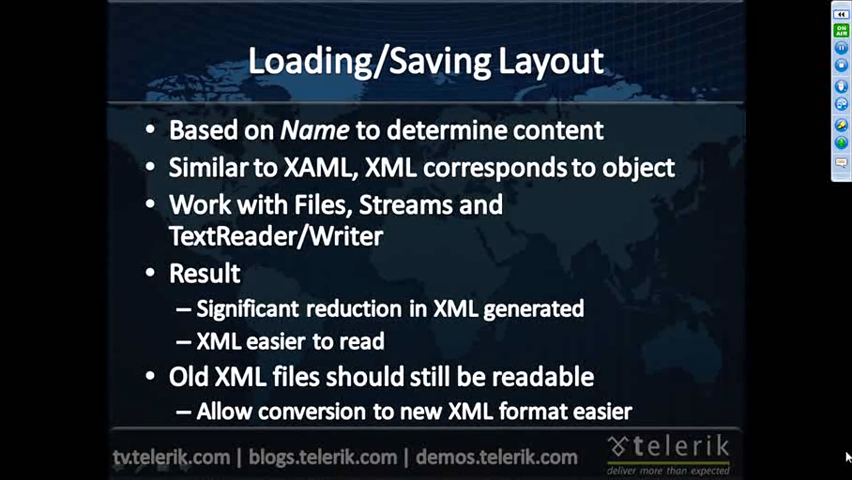 Loading/Saving Layout
• Based on Name to determine content
• Similar to XAML, XML corresponds to object
• Work with Files, Streams and
TextReader/Writer
• Result
– Significant reduction in XML generated
– XML easier to read
• Old XML files should still be readable
– Allow conversion to new XML format easier
tv.telerik.com | blogs.telerik.com | demos.telerik.com
telerik
deliver more than expected
ON
AIR